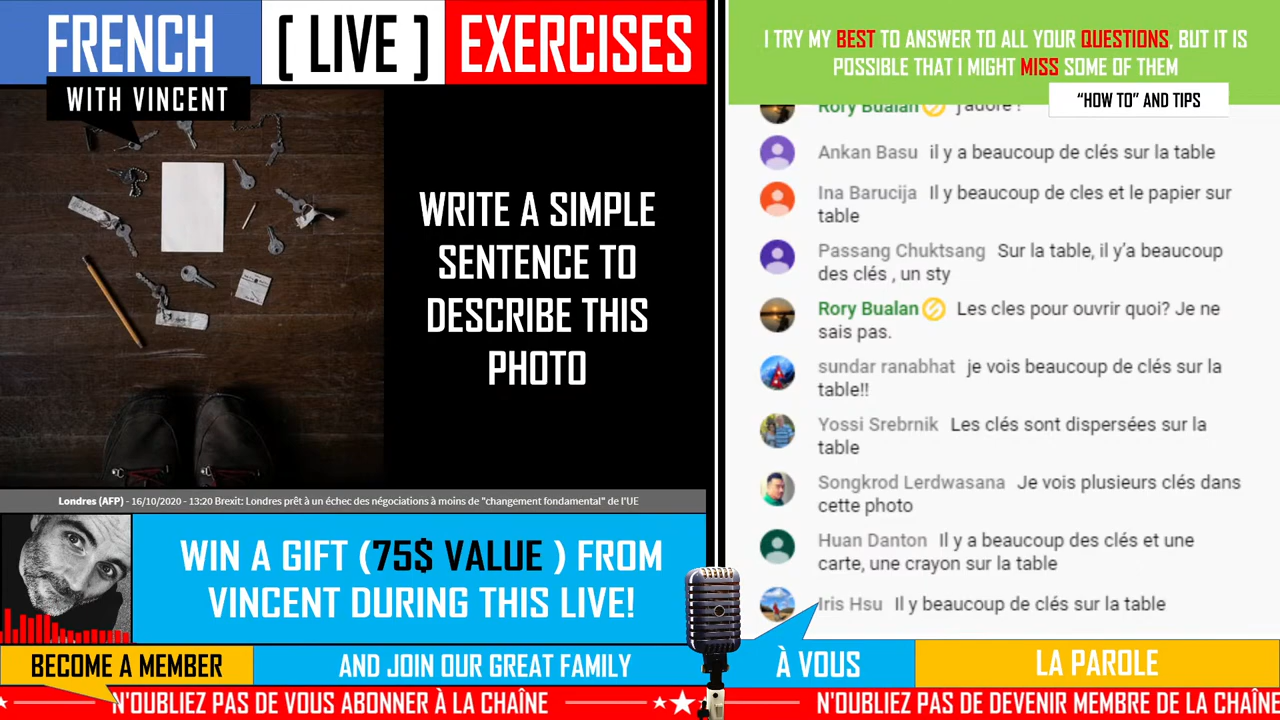 FRENCH [ LIVE ] EXERCISES
WITH VINCENT
WRITE A SIMPLE
SENTENCE TO
DESCRIBE THIS
PHOTO
Londres (AFP) - 16/10/2020 - 13:20 Brexit: Londres prêt à un échec des négociations à moins de "changement fondamental" de l'UE
WIN A GIFT (75$ VALUE ) FROM
VINCENT DURING THIS LIVE!
BECOME A MEMBER
AND JOIN OUR GREAT FAMILY
I TRY MY BEST TO ANSWER TO ALL YOUR QUESTIONS, BUT IT IS
POSSIBLE THAT I MIGHT MISS SOME OF THEM
“HOW TO” AND TIPS
Rory Bualan j'adore !
Ankan Basu il y a beaucoup de clés sur la table
Ina Barucija Il y beaucoup de cles et le papier sur
table
Passang Chuktsang Sur la table, il y'a beaucoup
des clés , un sty
Rory Bualan Les cles pour ouvrir quoi? Je ne
sais pas.
sundar ranabhat je vois beaucoup de clés sur la
table!!
Yossi Srebrnik Les clés sont dispersées sur la
table
Songkrod Lerdwasana Je vois plusieurs clés dans
cette photo
Huan Danton Il y a beaucoup des clés et une
carte, une crayon sur la table
Iris Hsu Il y beaucoup de clés sur la table
À VOUS
LA PAROLE
N'OUBLIEZ PAS DE VOUS ABONNER À LA CHAÎNE
N'OUBLIEZ PAS DE DEVENIR MEMBRE DE LA CHAÎNE